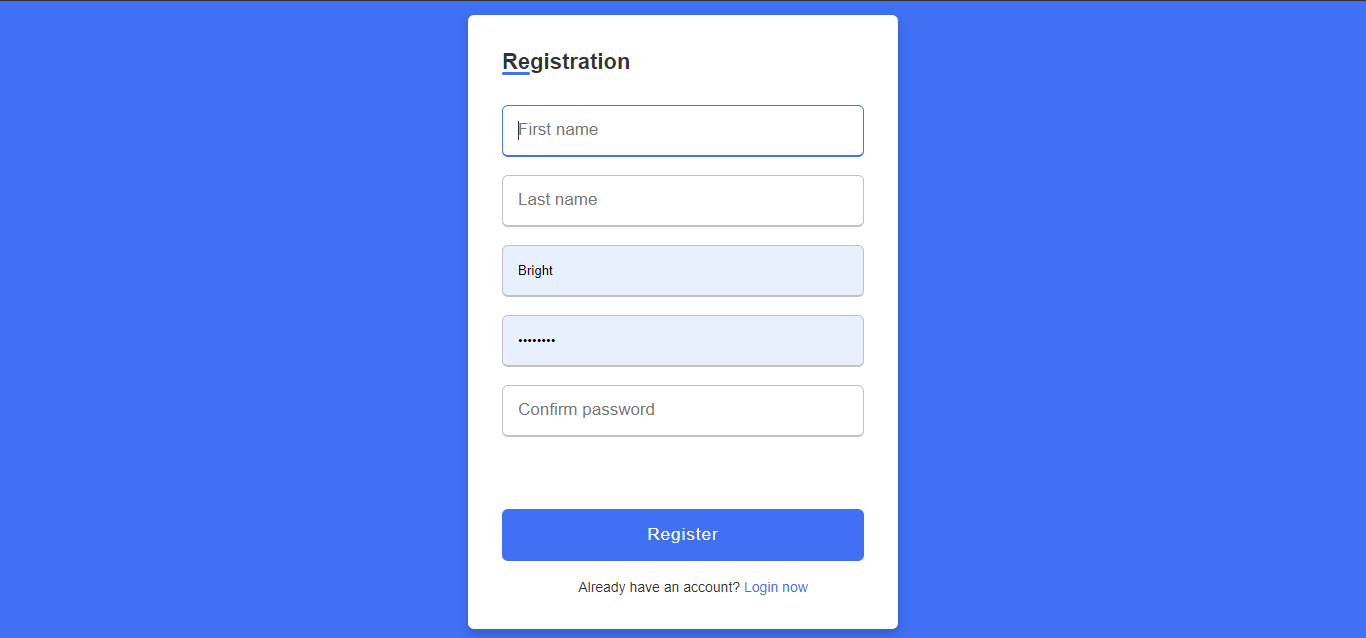 Registration
First name
Last name
Bright
••••••••
Confirm password
Register
Already have an account? Login now